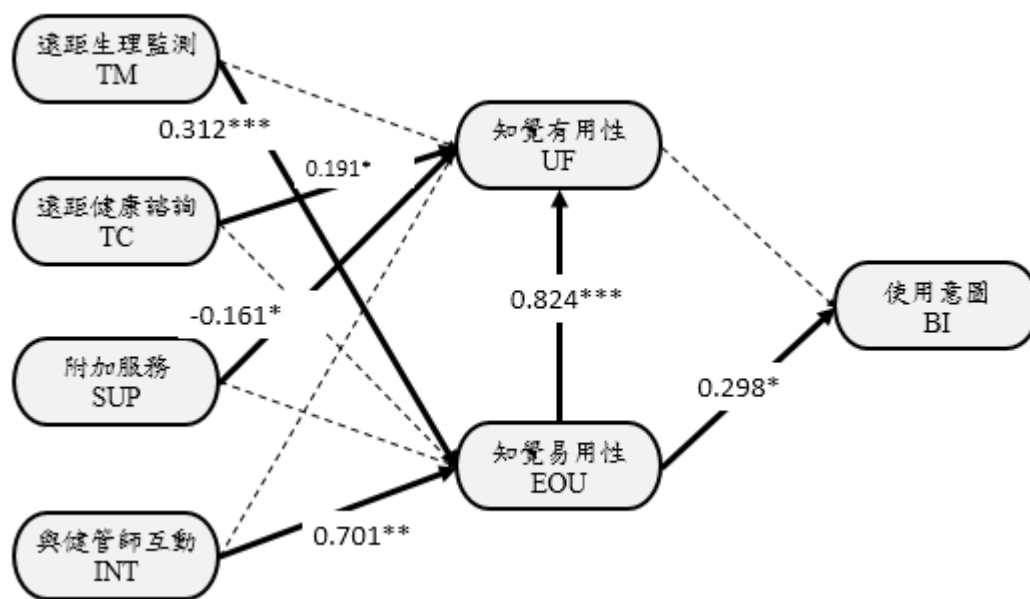 遠距生理監測
TM
0.312***
知覺有用性
UF
0.191*
遠距健康諮詢
TC
0.824***
使用意圖
BI
-0.161*
附加服務
SUP
0.298*
知覺易用性
EOU
0.701**
與健管師互動
INT